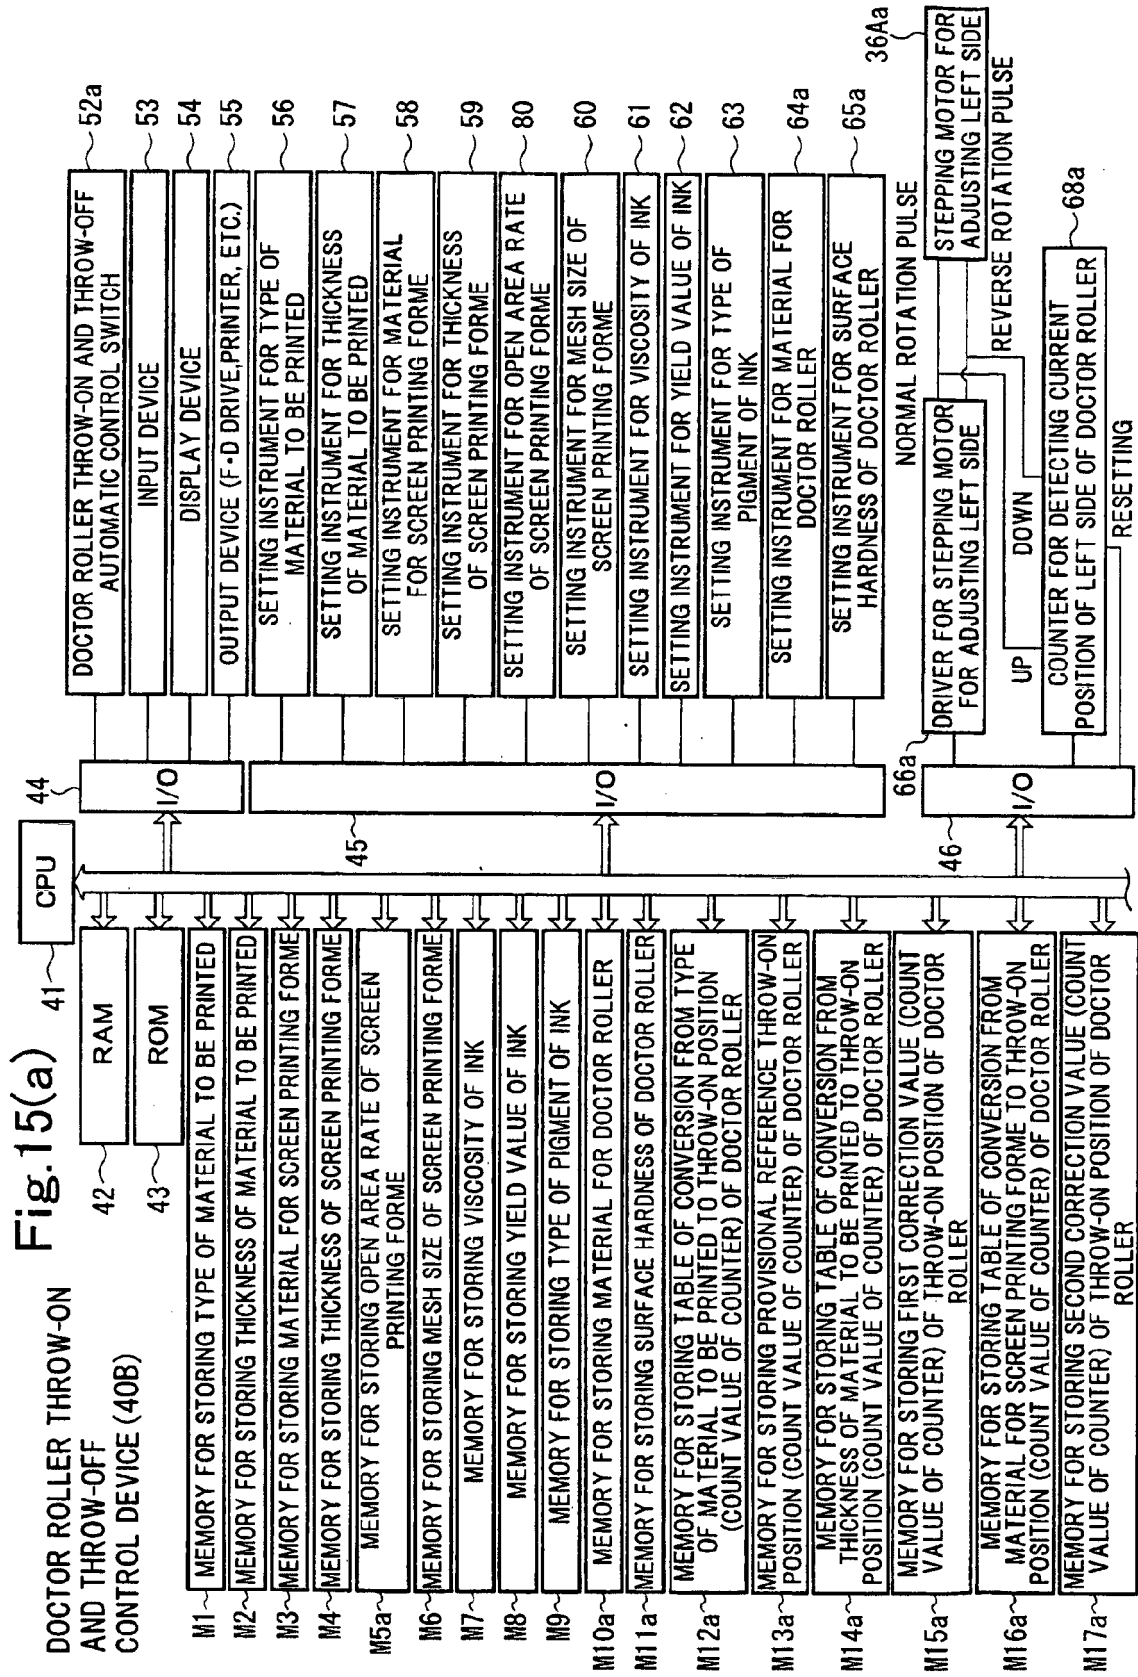 DOCTOR ROLLER THROW-ON
AND THROW-OFF
CONTROL DEVICE (40B)
Fig.15(a)
41
CPU
42
RAM
43
ROM
M1
MEMORY FOR STORING TYPE OF MATERIAL TO BE PRINTED
M2
MEMORY FOR STORING THICKNESS OF MATERIAL TO BE PRINTED
M3
MEMORY FOR STORING MATERIAL FOR SCREEN PRINTING FORME
M4
MEMORY FOR STORING THICKNESS OF SCREEN PRINTING FORME
M5a
MEMORY FOR STORING OPEN AREA RATE OF SCREEN
PRINTING FORME
M6
MEMORY FOR STORING MESH SIZE OF SCREEN PRINTING FORME
M7
MEMORY FOR STORING VISCOSITY OF INK
M8
MEMORY FOR STORING YIELD VALUE OF INK
M9
MEMORY FOR STORING TYPE OF PIGMENT OF INK
M10a
MEMORY FOR STORING MATERIAL FOR DOCTOR ROLLER
M11a
MEMORY FOR STORING SURFACE HARDNESS OF DOCTOR ROLLER
M12a
MEMORY FOR STORING TABLE OF CONVERSION FROM TYPE
OF MATERIAL TO BE PRINTED TO THROW-ON POSITION
(COUNT VALUE OF COUNTER) OF DOCTOR ROLLER
M13a
MEMORY FOR STORING PROVISIONAL REFERENCE THROW-ON
POSITION (COUNT VALUE OF COUNTER) OF DOCTOR ROLLER
M14a
MEMORY FOR STORING TABLE OF CONVERSION FROM
THICKNESS OF MATERIAL TO BE PRINTED TO THROW-ON
POSITION (COUNT VALUE OF COUNTER) OF DOCTOR ROLLER
M15a
MEMORY FOR STORING FIRST CORRECTION VALUE (COUNT
VALUE OF COUNTER) OF THROW-ON POSITION OF DOCTOR
ROLLER
M16a
MEMORY FOR STORING TABLE OF CONVERSION FROM
MATERIAL FOR SCREEN PRINTING FORME TO THROW-ON
POSITION (COUNT VALUE OF COUNTER) OF DOCTOR ROLLER
M17a
MEMORY FOR STORING SECOND CORRECTION VALUE (COUNT
VALUE OF COUNTER) OF THROW-ON POSITION OF DOCTOR
ROLLER
44
I/O
45
I/O
46
I/O
DOCTOR ROLLER THROW-ON AND THROW-OFF
AUTOMATIC CONTROL SWITCH
52a
INPUT DEVICE
53
DISPLAY DEVICE
54
OUTPUT DEVICE (F·D DRIVE,PRINTER, ETC.)
55
SETTING INSTRUMENT FOR TYPE OF
MATERIAL TO BE PRINTED
56
SETTING INSTRUMENT FOR THICKNESS
OF MATERIAL TO BE PRINTED
57
SETTING INSTRUMENT FOR MATERIAL
FOR SCREEN PRINTING FORME
58
SETTING INSTRUMENT FOR THICKNESS
OF SCREEN PRINTING FORME
59
SETTING INSTRUMENT FOR OPEN AREA RATE
OF SCREEN PRINTING FORME
80
SETTING INSTRUMENT FOR MESH SIZE OF
SCREEN PRINTING FORME
60
SETTING INSTRUMENT FOR VISCOSITY OF INK
61
SETTING INSTRUMENT FOR YIELD VALUE OF INK
62
SETTING INSTRUMENT FOR TYPE OF
PIGMENT OF INK
63
SETTING INSTRUMENT FOR MATERIAL FOR
DOCTOR ROLLER
64a
SETTING INSTRUMENT FOR SURFACE
HARDNESS OF DOCTOR ROLLER
65a
66a
DRIVER FOR STEPPING MOTOR
FOR ADJUSTING LEFT SIDE
NORMAL ROTATION PULSE
STEPPING MOTOR FOR
ADJUSTING LEFT SIDE
36Aa
REVERSE ROTATION PULSE
UP
DOWN
COUNTER FOR DETECTING CURRENT
POSITION OF LEFT SIDE OF DOCTOR ROLLER
68a
RESETTING